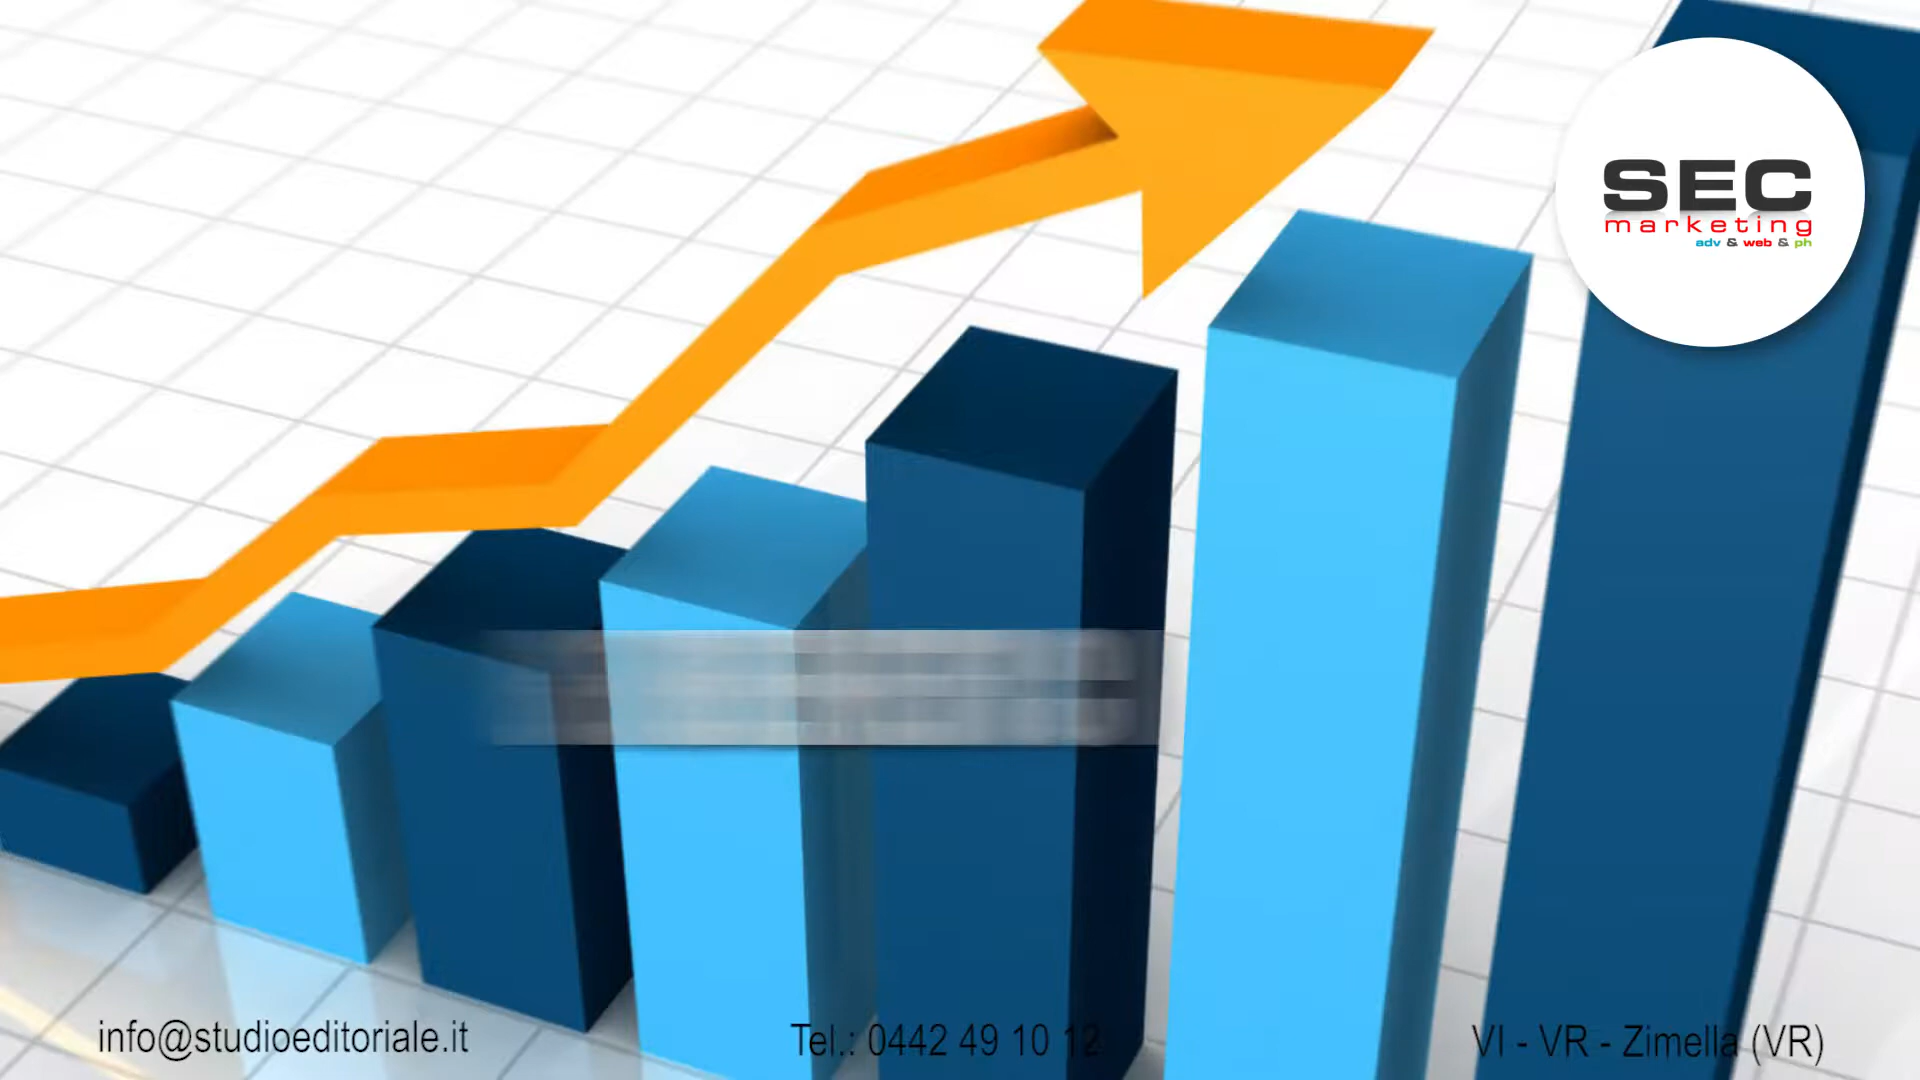 SEC
marketing
adv & web & ph
info@studioeditoriale.it
Tel.: 0442 49 10 12
VI - VR - Zimella (VR)